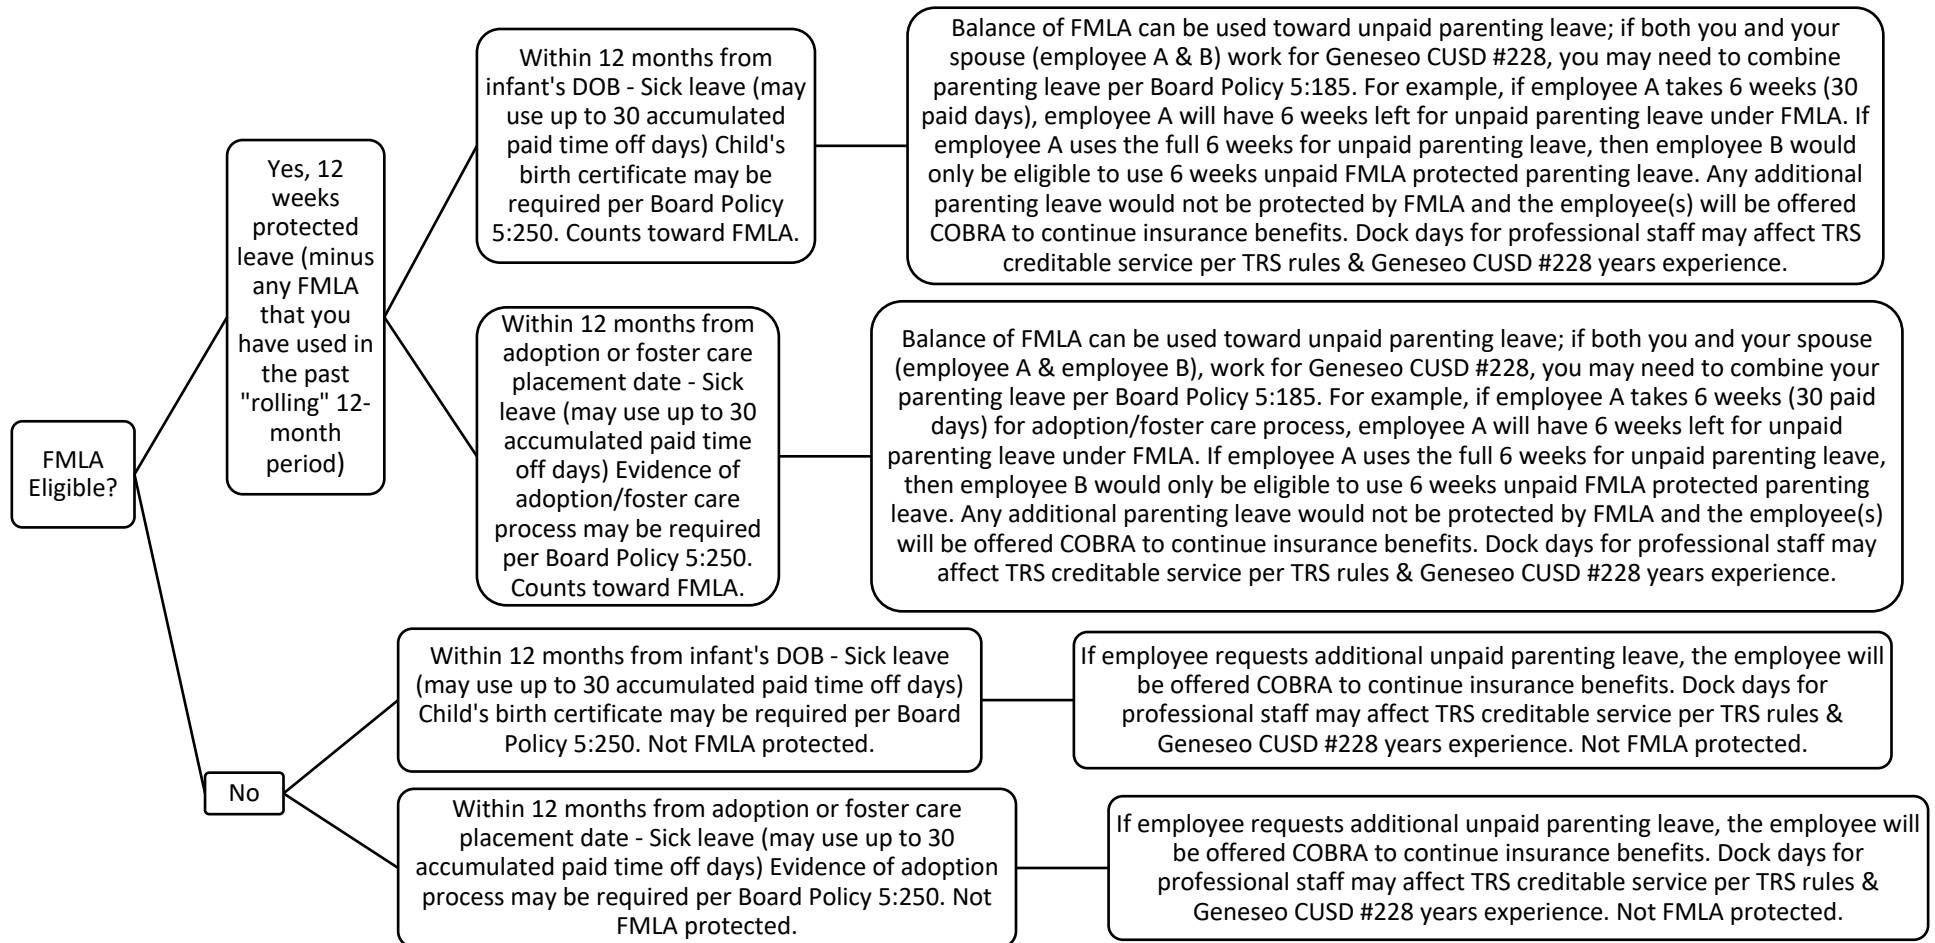 FMLA
Eligible?
Yes, 12
weeks
protected
leave (minus
any FMLA
that you
have used in
the past
"rolling" 12-
month
period)
Within 12 months from
infant's DOB - Sick leave (may
use up to 30 accumulated
paid time off days) Child's
birth certificate may be
required per Board Policy
5:250. Counts toward FMLA.
Balance of FMLA can be used toward unpaid parenting leave; if both you and your
spouse (employee A & B) work for Geneseo CUSD #228, you may need to combine
parenting leave per Board Policy 5:185. For example, if employee A takes 6 weeks (30
paid days), employee A will have 6 weeks left for unpaid parenting leave under FMLA. If
employee A uses the full 6 weeks for unpaid parenting leave, then employee B would
only be eligible to use 6 weeks unpaid FMLA protected parenting leave. Any additional
parenting leave would not be protected by FMLA and the employee(s) will be offered
COBRA to continue insurance benefits. Dock days for professional staff may affect TRS
creditable service per TRS rules & Geneseo CUSD #228 years experience.
Within 12 months from
adoption or foster care
placement date - Sick
leave (may use up to 30
accumulated paid time
off days) Evidence of
adoption/foster care
process may be required
per Board Policy 5:250.
Counts toward FMLA.
Balance of FMLA can be used toward unpaid parenting leave; if both you and your spouse
(employee A & employee B), work for Geneseo CUSD #228, you may need to combine your
parenting leave per Board Policy 5:185. For example, if employee A takes 6 weeks (30 paid
days) for adoption/foster care process, employee A will have 6 weeks left for unpaid
parenting leave under FMLA. If employee A uses the full 6 weeks for unpaid parenting leave,
then employee B would only be eligible to use 6 weeks unpaid FMLA protected parenting
leave. Any additional parenting leave would not be protected by FMLA and the employee(s)
will be offered COBRA to continue insurance benefits. Dock days for professional staff may
affect TRS creditable service per TRS rules & Geneseo CUSD #228 years experience.
No
Within 12 months from infant's DOB - Sick leave
(may use up to 30 accumulated paid time off days)
Child's birth certificate may be required per Board
Policy 5:250. Not FMLA protected.
If employee requests additional unpaid parenting leave, the employee will
be offered COBRA to continue insurance benefits. Dock days for
professional staff may affect TRS creditable service per TRS rules &
Geneseo CUSD #228 years experience. Not FMLA protected.
Within 12 months from adoption or foster care
placement date - Sick leave (may use up to 30
accumulated paid time off days) Evidence of adoption
process may be required per Board Policy 5:250. Not
FMLA protected.
If employee requests additional unpaid parenting leave, the employee will
be offered COBRA to continue insurance benefits. Dock days for
professional staff may affect TRS creditable service per TRS rules &
Geneseo CUSD #228 years experience. Not FMLA protected.